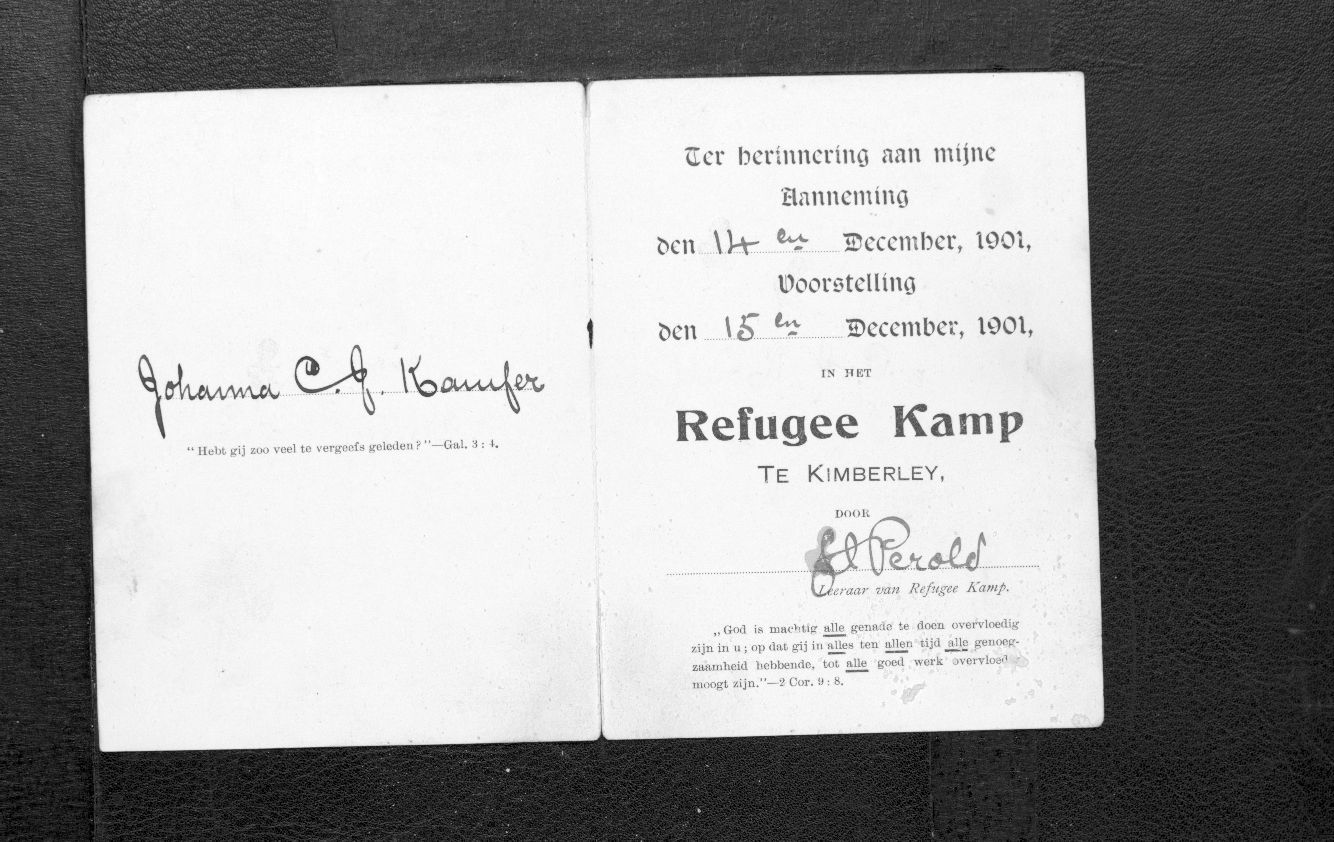 Johanna C. J. Kamfer
“Hebt gij zoo veel te vergeefs geleden?”—Gal. 3 : 4.
Ter herinnering aan mijne
Aanneming
den 14 en December, 1901,
Voorstelling
den 15 en December, 1901,
IN HET
Refugee Kamp
TE KIMBERLEY,
DOOR
Perold
Leeraar van Refugee Kamp.
„God is machtig alle genade te doen overvloedig
zijn in u ; op dat gij in alles ten allen tijd alle genoeg-
zaamheid hebbende, tot alle goed werk overvloed
moogt zijn.”—2 Cor. 9 : 8.